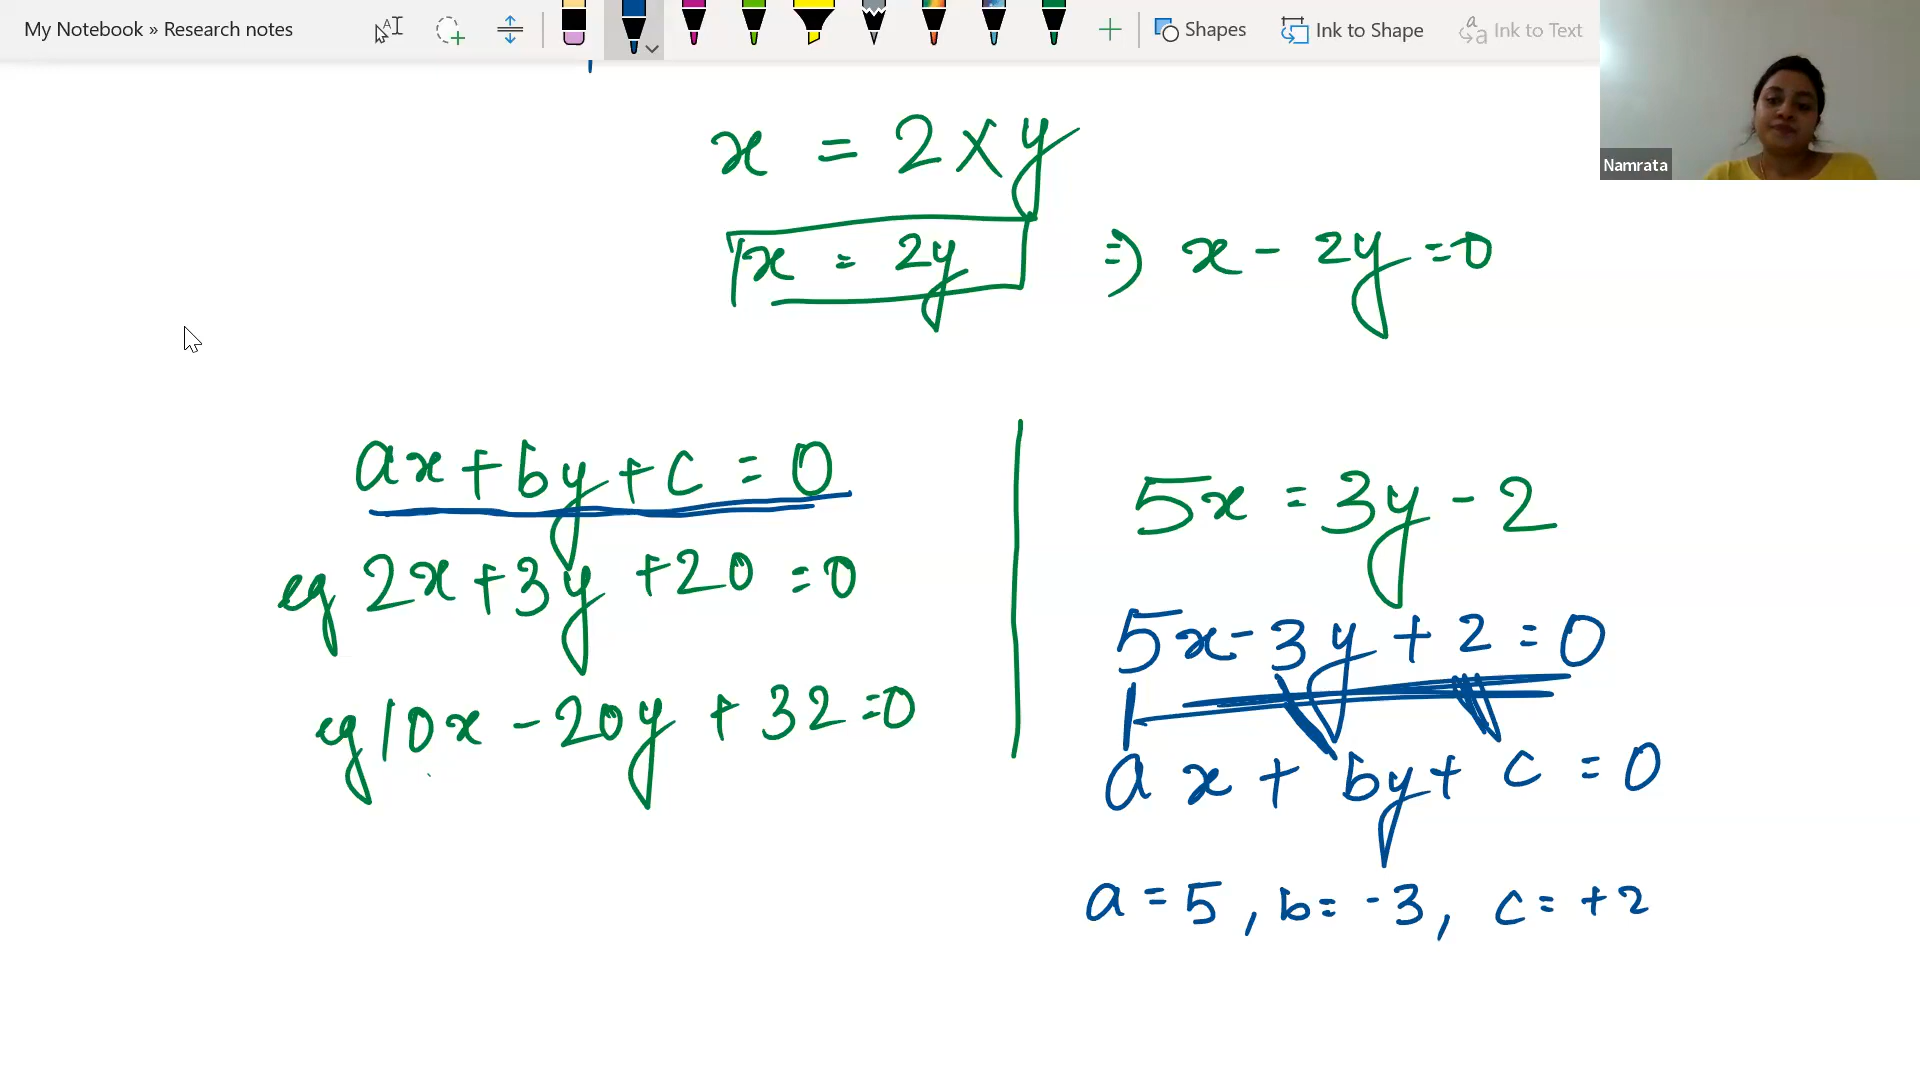 My Notebook » Research notes
Shapes
Ink to Shape
Ink to Text
Namrata
x = 2 × y
x = 2y ⇒ x - 2y = 0
ax + by + c = 0
eg 2x + 3y + 20 = 0
eg 10x - 20y + 32 = 0
5x = 3y - 2
5x - 3y + 2 = 0
ax + by + c = 0
a = 5, b = -3, c = +2